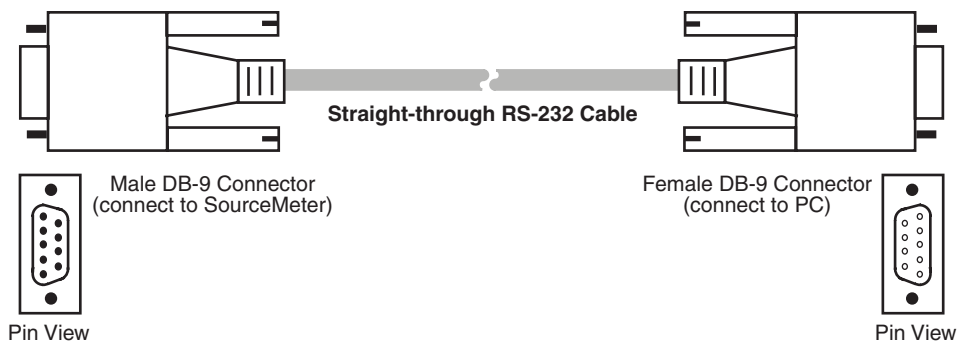 Straight-through RS-232 Cable
Male DB-9 Connector
(connect to SourceMeter)
Female DB-9 Connector
(connect to PC)
Pin View
Pin View